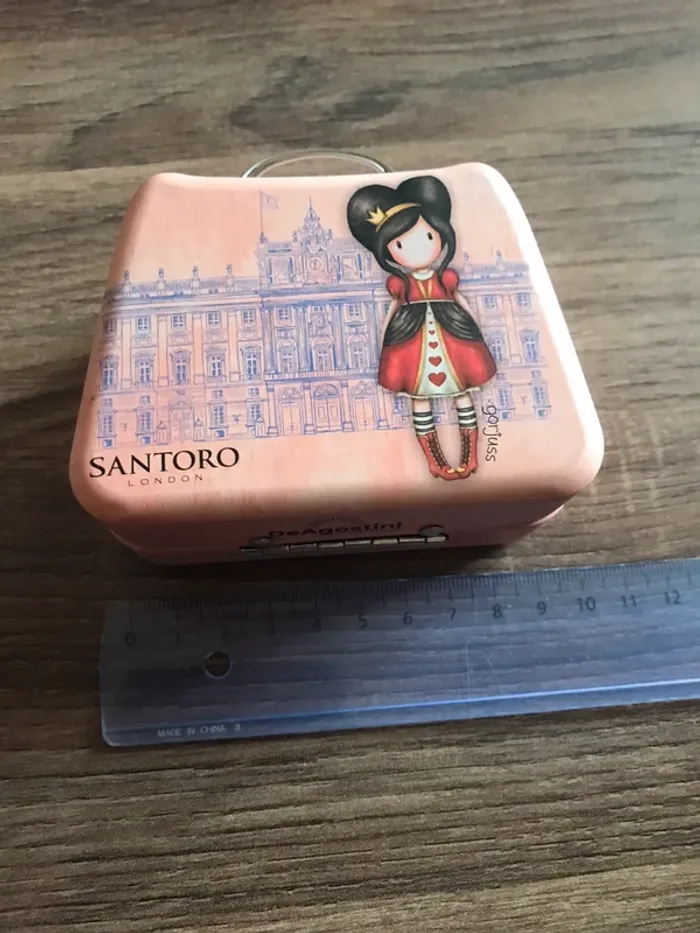 SANTORO
LONDON
gorjuss
DeAgostini
0 1 2 3 4 5 6 7 8 9 10 11 12
MADE IN CHINA 3